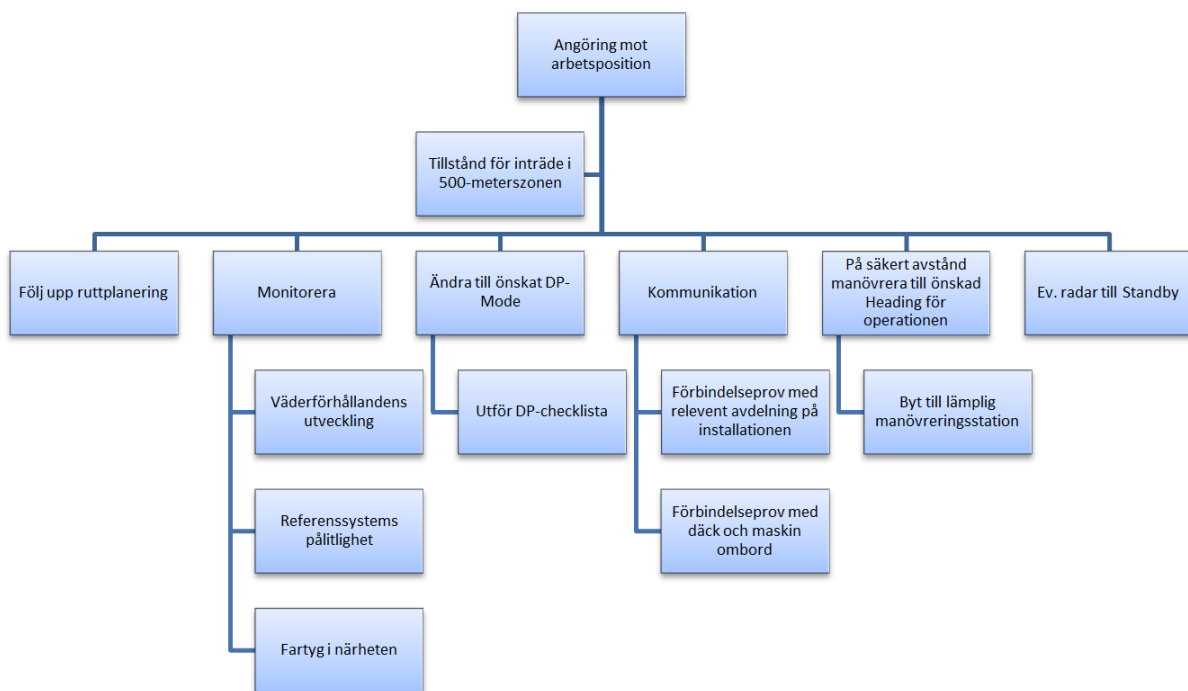 Angöring mot
arbetsposition
Tillstånd för inträde i
500-meterszonen
Följ upp ruttplanering
Monitorera
Ändra till önskat DP-
Mode
Kommunikation
På säkert avstånd
manövrera till önskad
Heading för
operationen
Ev. radar till Standby
Väderförhållandens
utveckling
Utför DP-checklista
Förbindelseprov med
relevent avdelning på
installationen
Byt till lämplig
manövreringsstation
Referenssystems
pålitlighet
Förbindelseprov med
däck och maskin
ombord
Fartyg i närheten